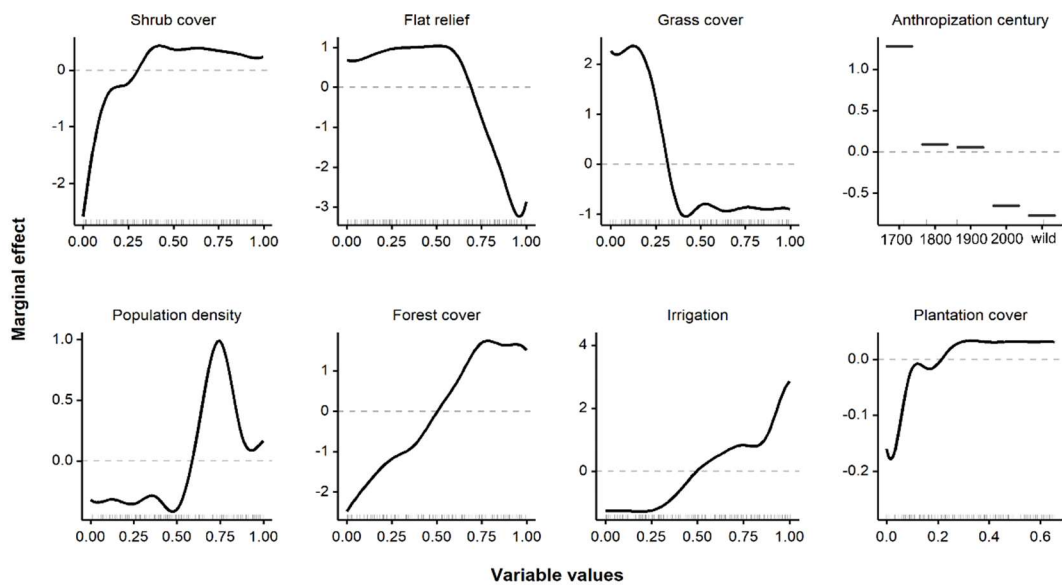 Shrub cover
Flat relief
Grass cover
Anthropization century
0
-1
-2
0.00 0.25 0.50 0.75 1.00
1
0
-1
-2
-3
0.00 0.25 0.50 0.75 1.00
2
1
0
-1
0.00 0.25 0.50 0.75 1.00
1.0
0.5
0.0
-0.5
1700 1800 1900 2000 wild
Marginal effect
Population density
Forest cover
Irrigation
Plantation cover
1.0
0.5
0.0
0.00 0.25 0.50 0.75 1.00
1
0
-1
-2
0.00 0.25 0.50 0.75 1.00
4
2
0
0.00 0.25 0.50 0.75 1.00
0.0
-0.1
-0.2
0.0 0.2 0.4 0.6
Variable values